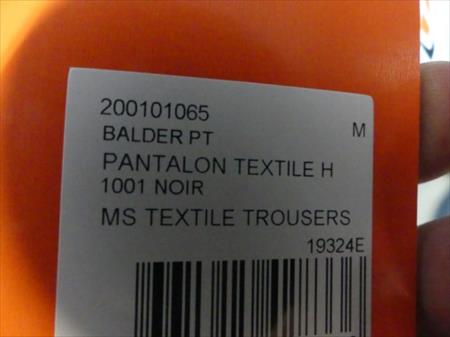 200101065
BALDER PT M
PANTALON TEXTILE H
1001 NOIR
MS TEXTILE TROUSERS
19324E